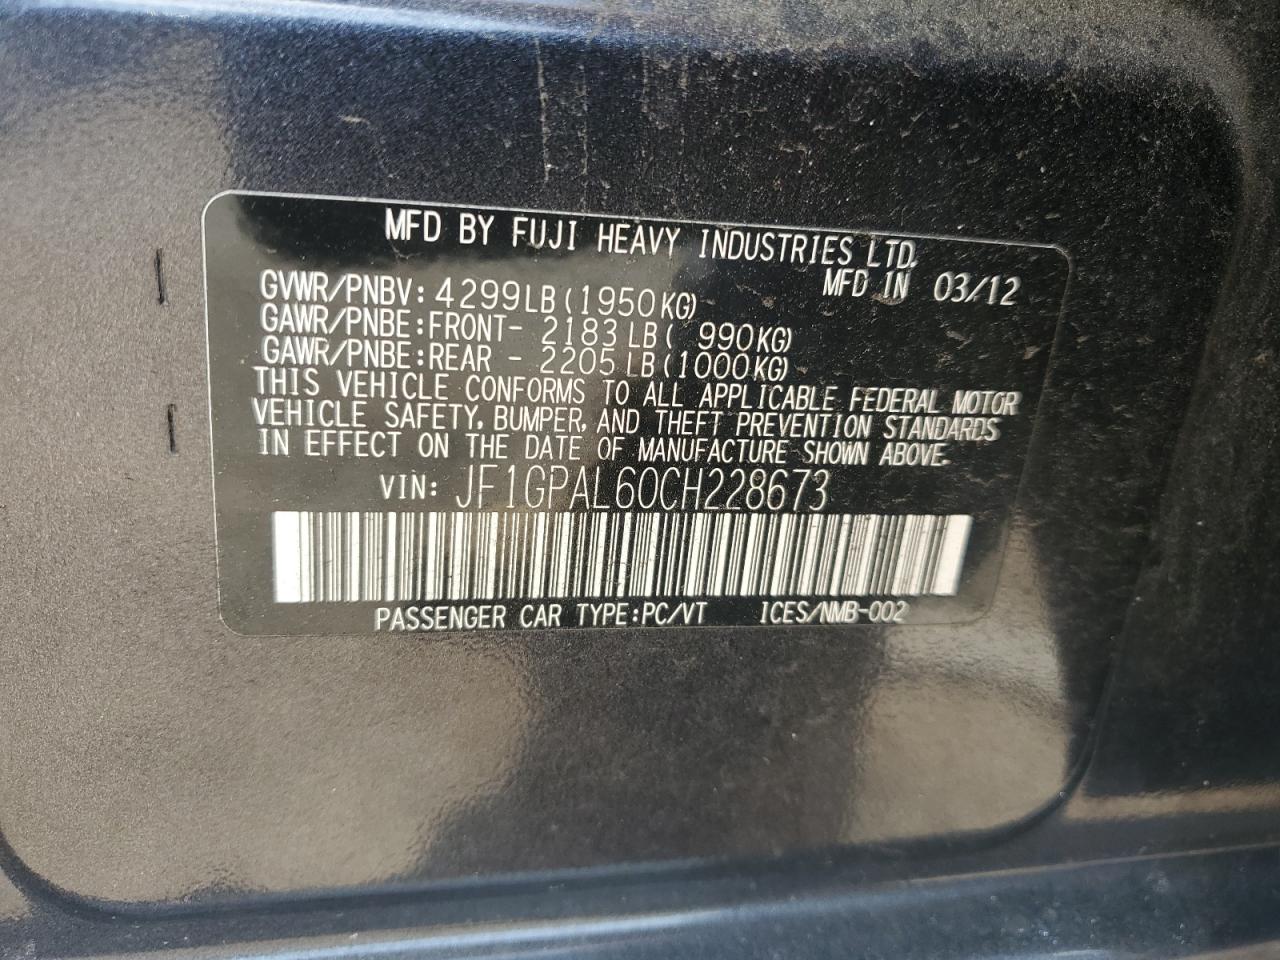 MFD BY FUJI HEAVY INDUSTRIES LTD.
MFD IN 03/12
GVWR/PNBV: 4299LB(1950KG)
GAWR/PNBE:FRONT- 2183LB( 990KG)
GAWR/PNBE:REAR - 2205LB(1000KG)
THIS VEHICLE CONFORMS TO ALL APPLICABLE FEDERAL MOTOR
VEHICLE SAFETY, BUMPER, AND THEFT PREVENTION STANDARDS
IN EFFECT ON THE DATE OF MANUFACTURE SHOWN ABOVE.
VIN: JF1GPAL60CH228673
PASSENGER CAR TYPE:PC/VT ICES/NMB-002